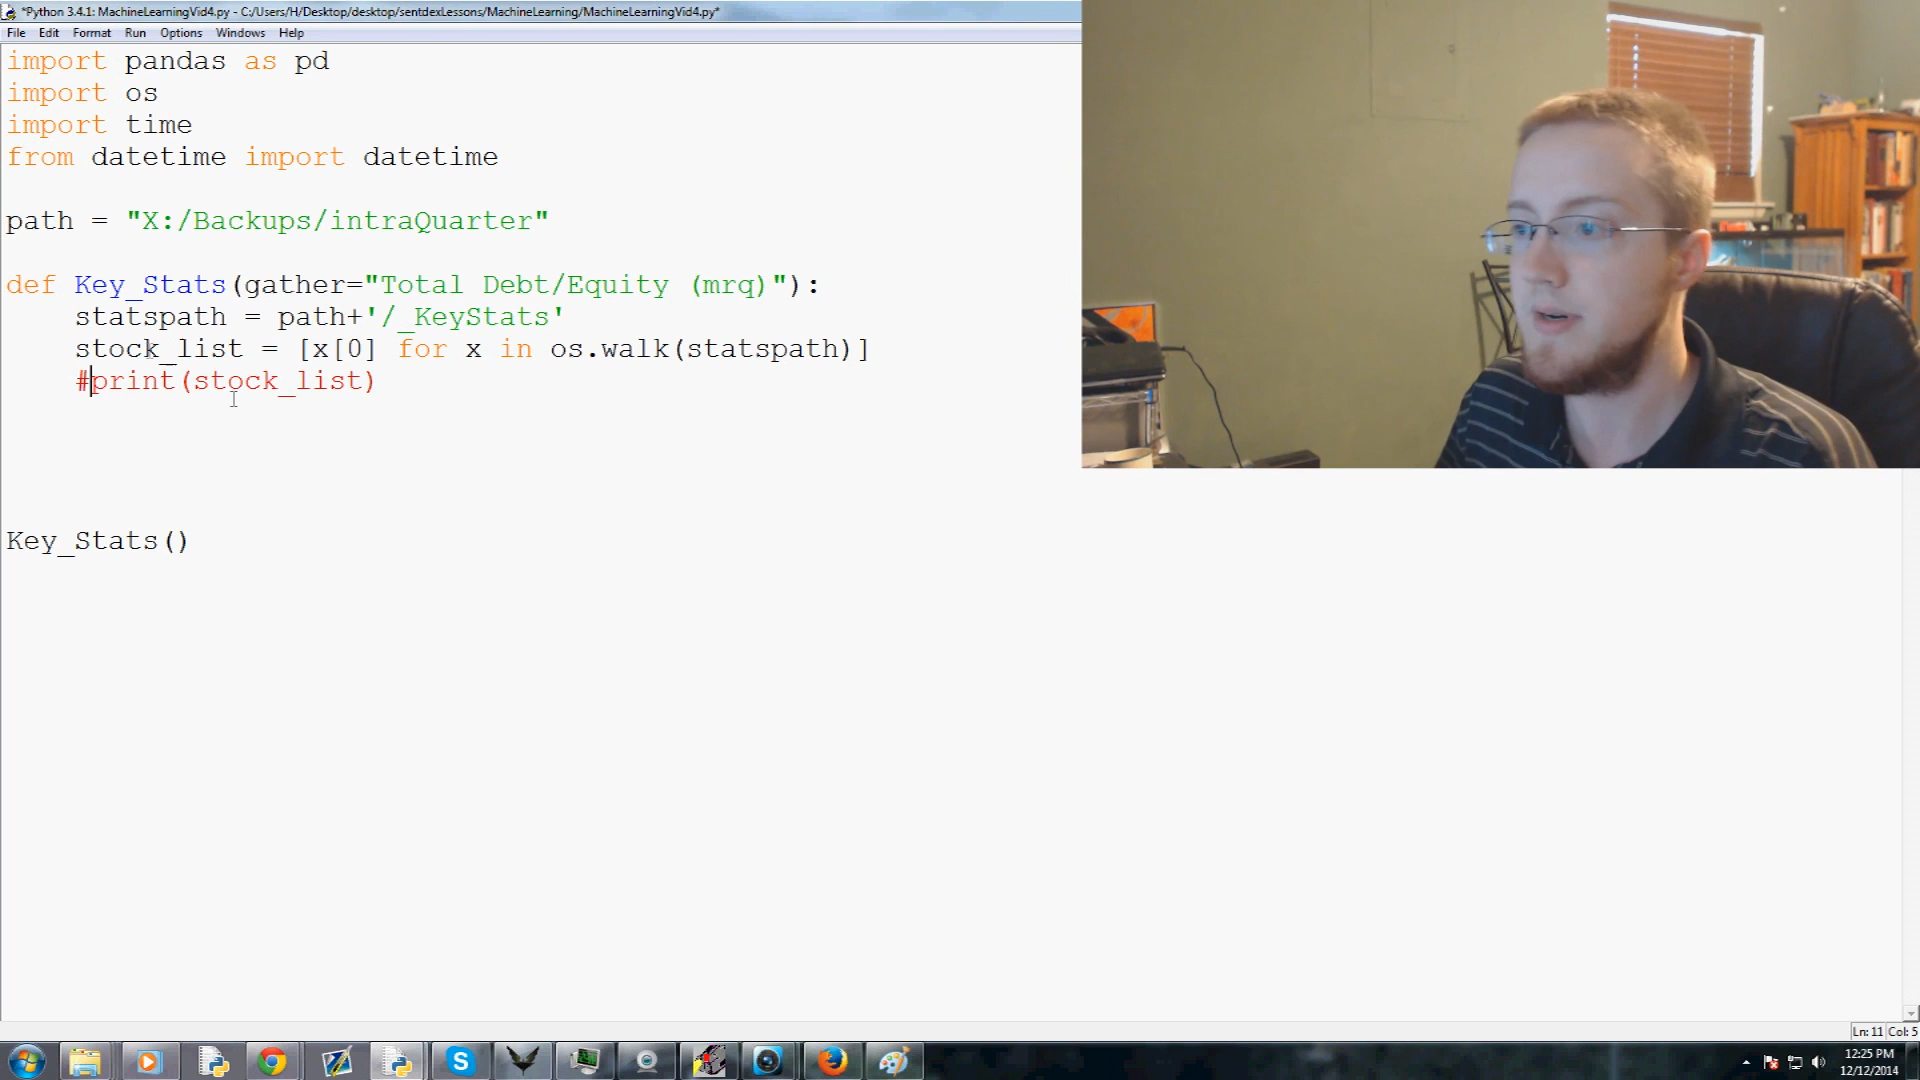 *Python 3.4.1: MachineLearningVid4.py - C:/Users/H/Desktop/desktop/sentdexLessons/MachineLearning/MachineLearningVid4.py*
File Edit Format Run Options Windows Help
import pandas as pd
import os
import time
from datetime import datetime
path = "X:/Backups/intraQuarter"
def Key_Stats(gather="Total Debt/Equity (mrq)"):
statspath = path+'/_KeyStats'
stock_list = [x[0] for x in os.walk(statspath)]
#print(stock_list)
Key_Stats()
Ln: 11 Col: 5
12:25 PM
12/12/2014